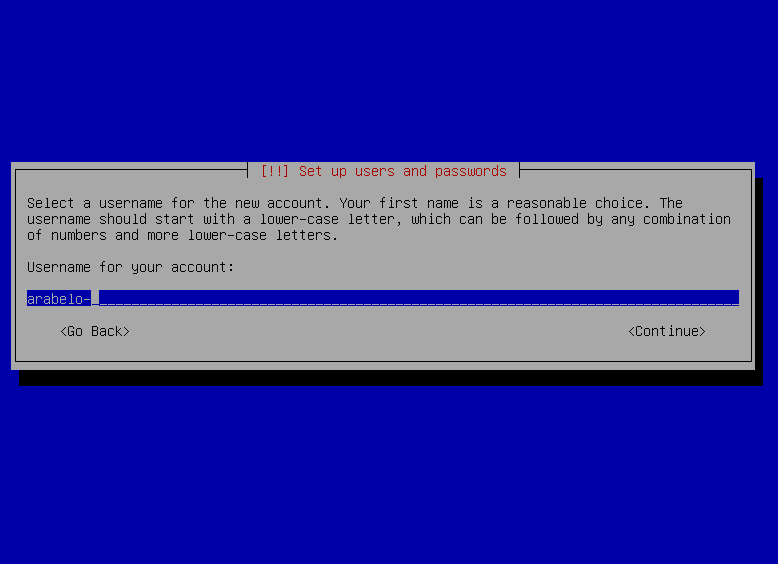 [!!] Set up users and passwords
Select a username for the new account. Your first name is a reasonable choice. The
username should start with a lower-case letter, which can be followed by any combination
of numbers and more lower-case letters.
Username for your account:
arabelo-
<Go Back> <Continue>